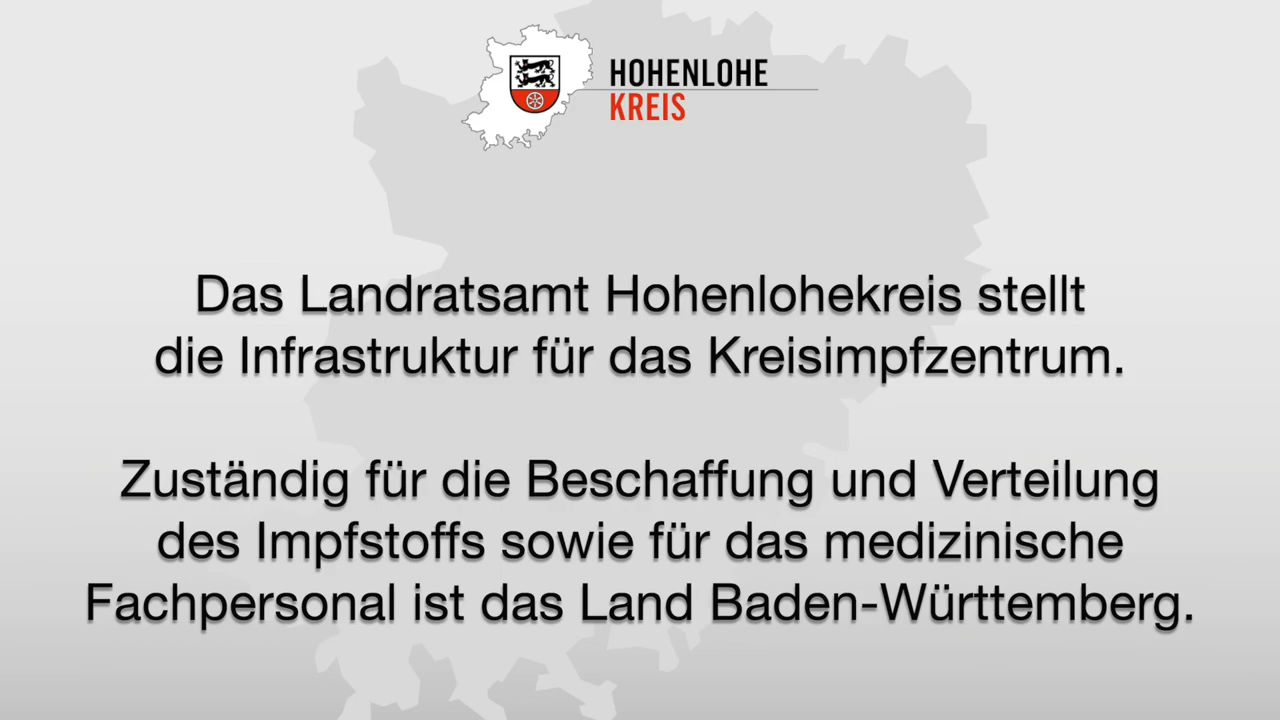 HOHENLOHE
KREIS
Das Landratsamt Hohenlohekreis stellt
die Infrastruktur für das Kreisimpfzentrum.
Zuständig für die Beschaffung und Verteilung
des Impfstoffs sowie für das medizinische
Fachpersonal ist das Land Baden-Württemberg.